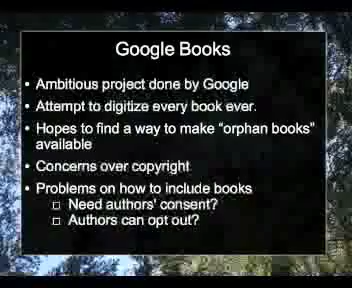 Google Books
• Ambitious project done by Google
• Attempt to digitize every book ever.
• Hopes to find a way to make “orphan books”
available
• Concerns over copyright
• Problems on how to include books
□ Need authors' consent?
□ Authors can opt out?